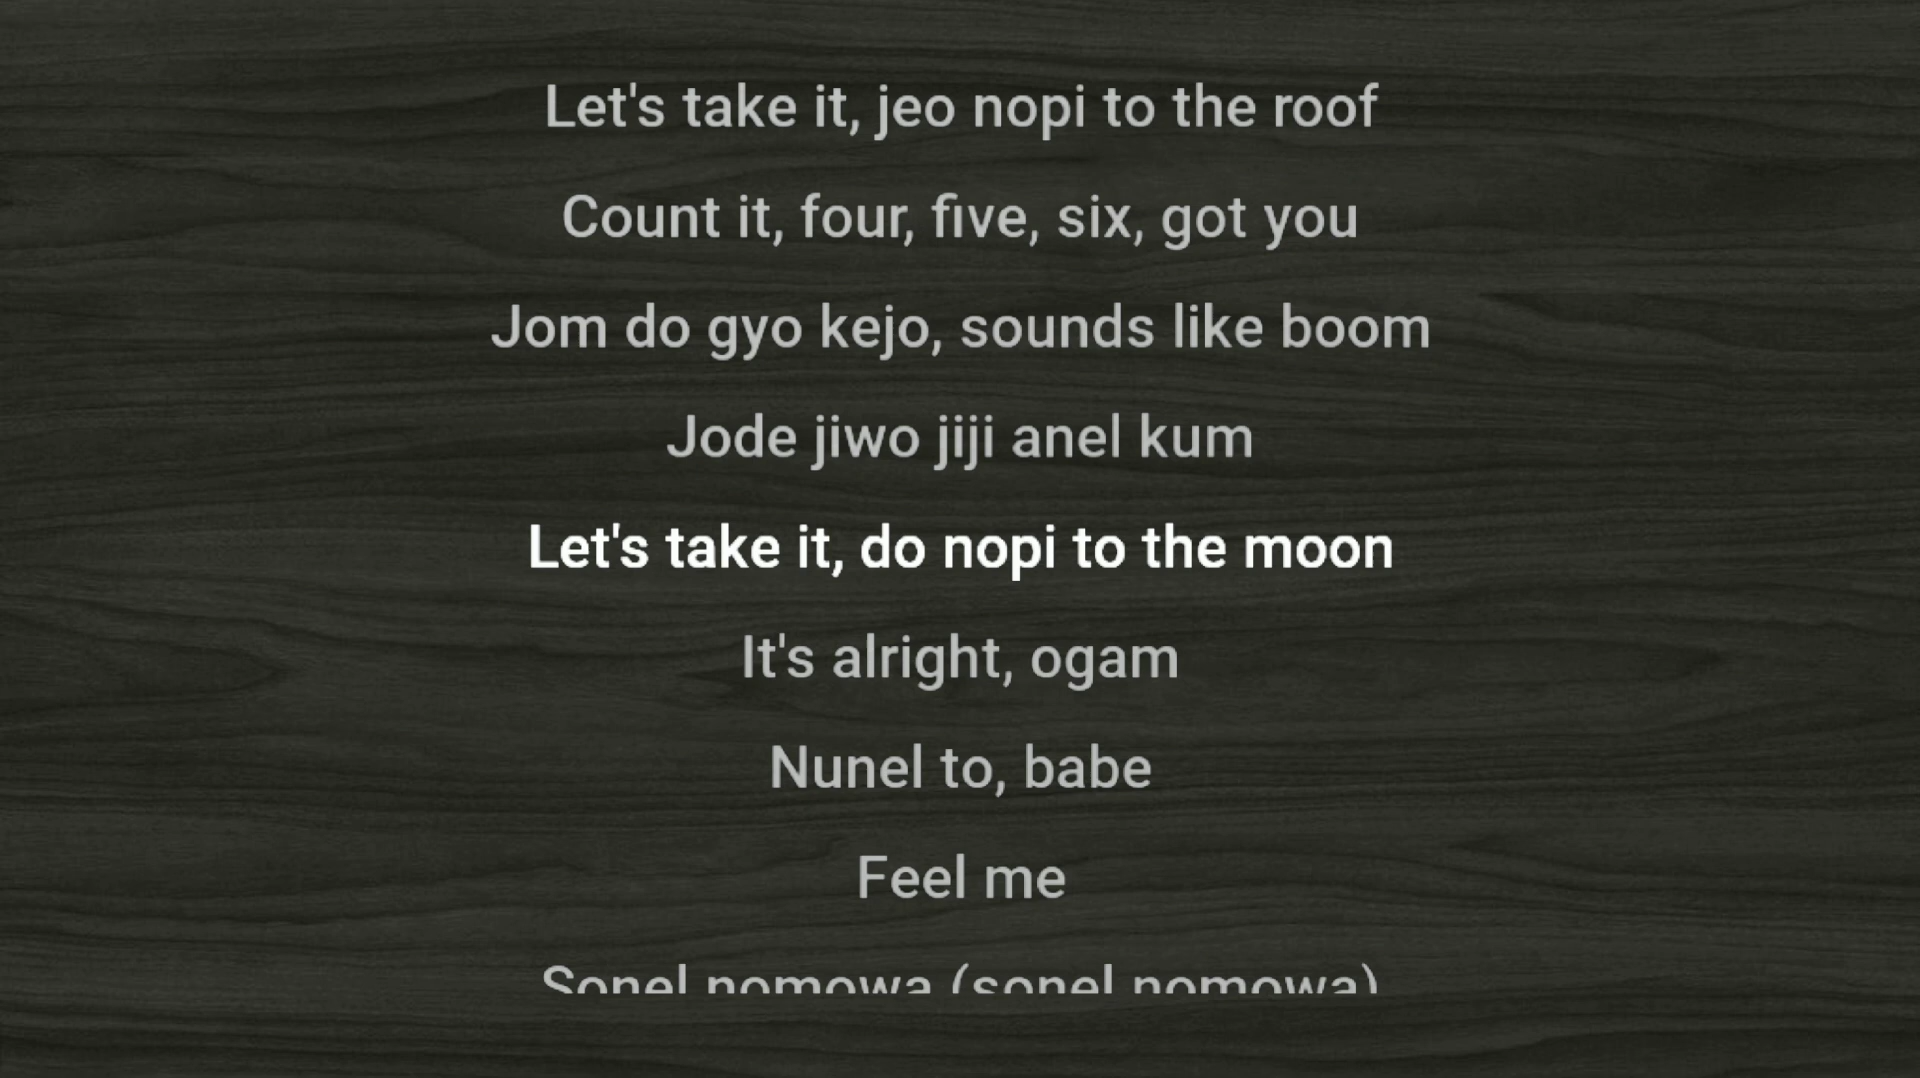 Let's take it, jeo nopi to the roof
Count it, four, five, six, got you
Jom do gyo kejo, sounds like boom
Jode jiwo jiji anel kum
Let's take it, do nopi to the moon
It's alright, ogam
Nunel to, babe
Feel me
Sonel nomowa (sonel nomowa)